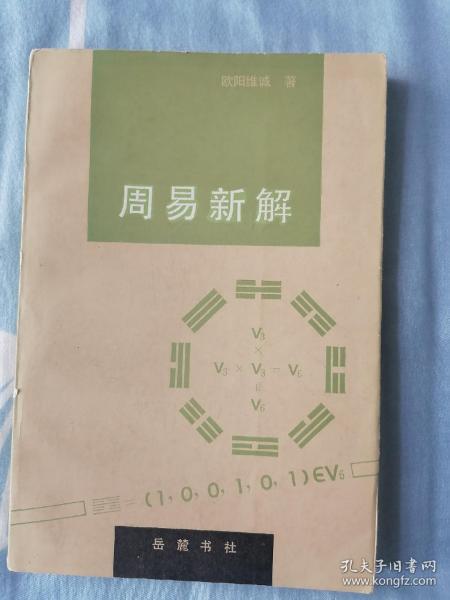 欧阳维诚 著
周易新解
V3
×
V3 × V3 = V6
=
V6
= (1,0,0,1,0,1)∈V6
岳麓书社
孔夫子旧书网
www.kongfz.com